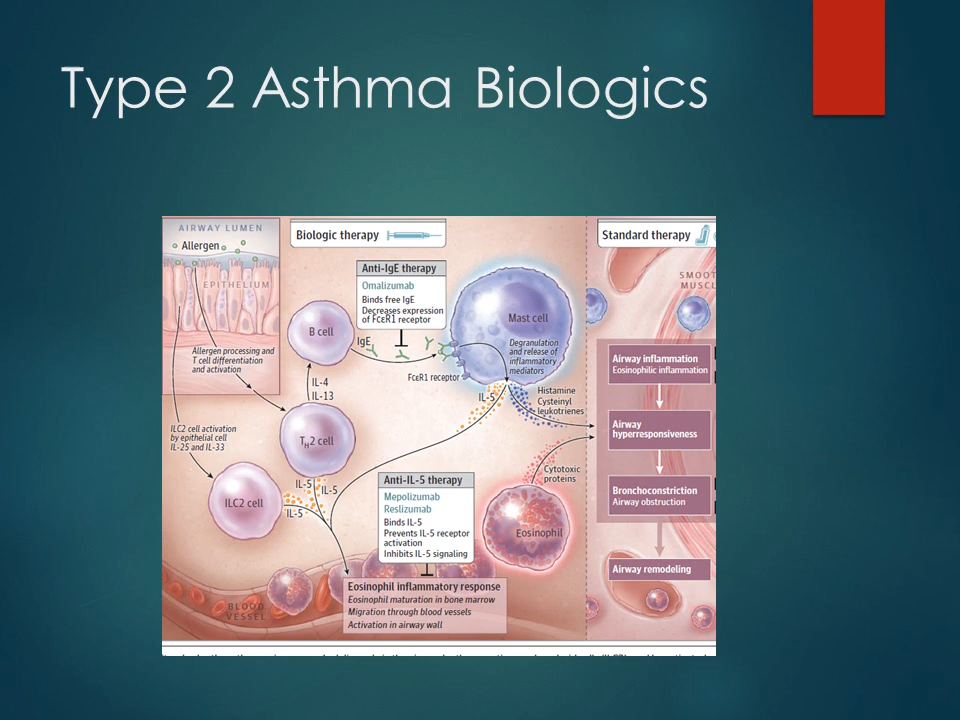 Type 2 Asthma Biologics
AIRWAY LUMEN
Allergen
EPITHELIUM
Allergen processing and
T cell differentiation
and activation
ILC2 cell activation
by epithelial cell
IL-25 and IL-33
Biologic therapy
Anti-IgE therapy
Omalizumab
Binds free IgE
Decreases expression
of FcεR1 receptor
B cell
IgE
FcεR1 receptor
Mast cell
Degranulation
and release of
inflammatory
mediators
IL-4
IL-13
TH2 cell
IL-5
Histamine
Cysteinyl
leukotrienes
IL-5
IL-5
IL-5
ILC2 cell
Anti-IL-5 therapy
Mepolizumab
Reslizumab
Binds IL-5
Prevents IL-5 receptor
activation
Inhibits IL-5 signaling
Cytotoxic
proteins
Eosinophil
BLOOD
VESSEL
Eosinophil inflammatory response
Eosinophil maturation in bone marrow
Migration through blood vessels
Activation in airway wall
Standard therapy
SMOOT
MUSCL
Airway inflammation
Eosinophilic inflammation
Airway
hyperresponsiveness
Bronchoconstriction
Airway obstruction
Airway remodeling